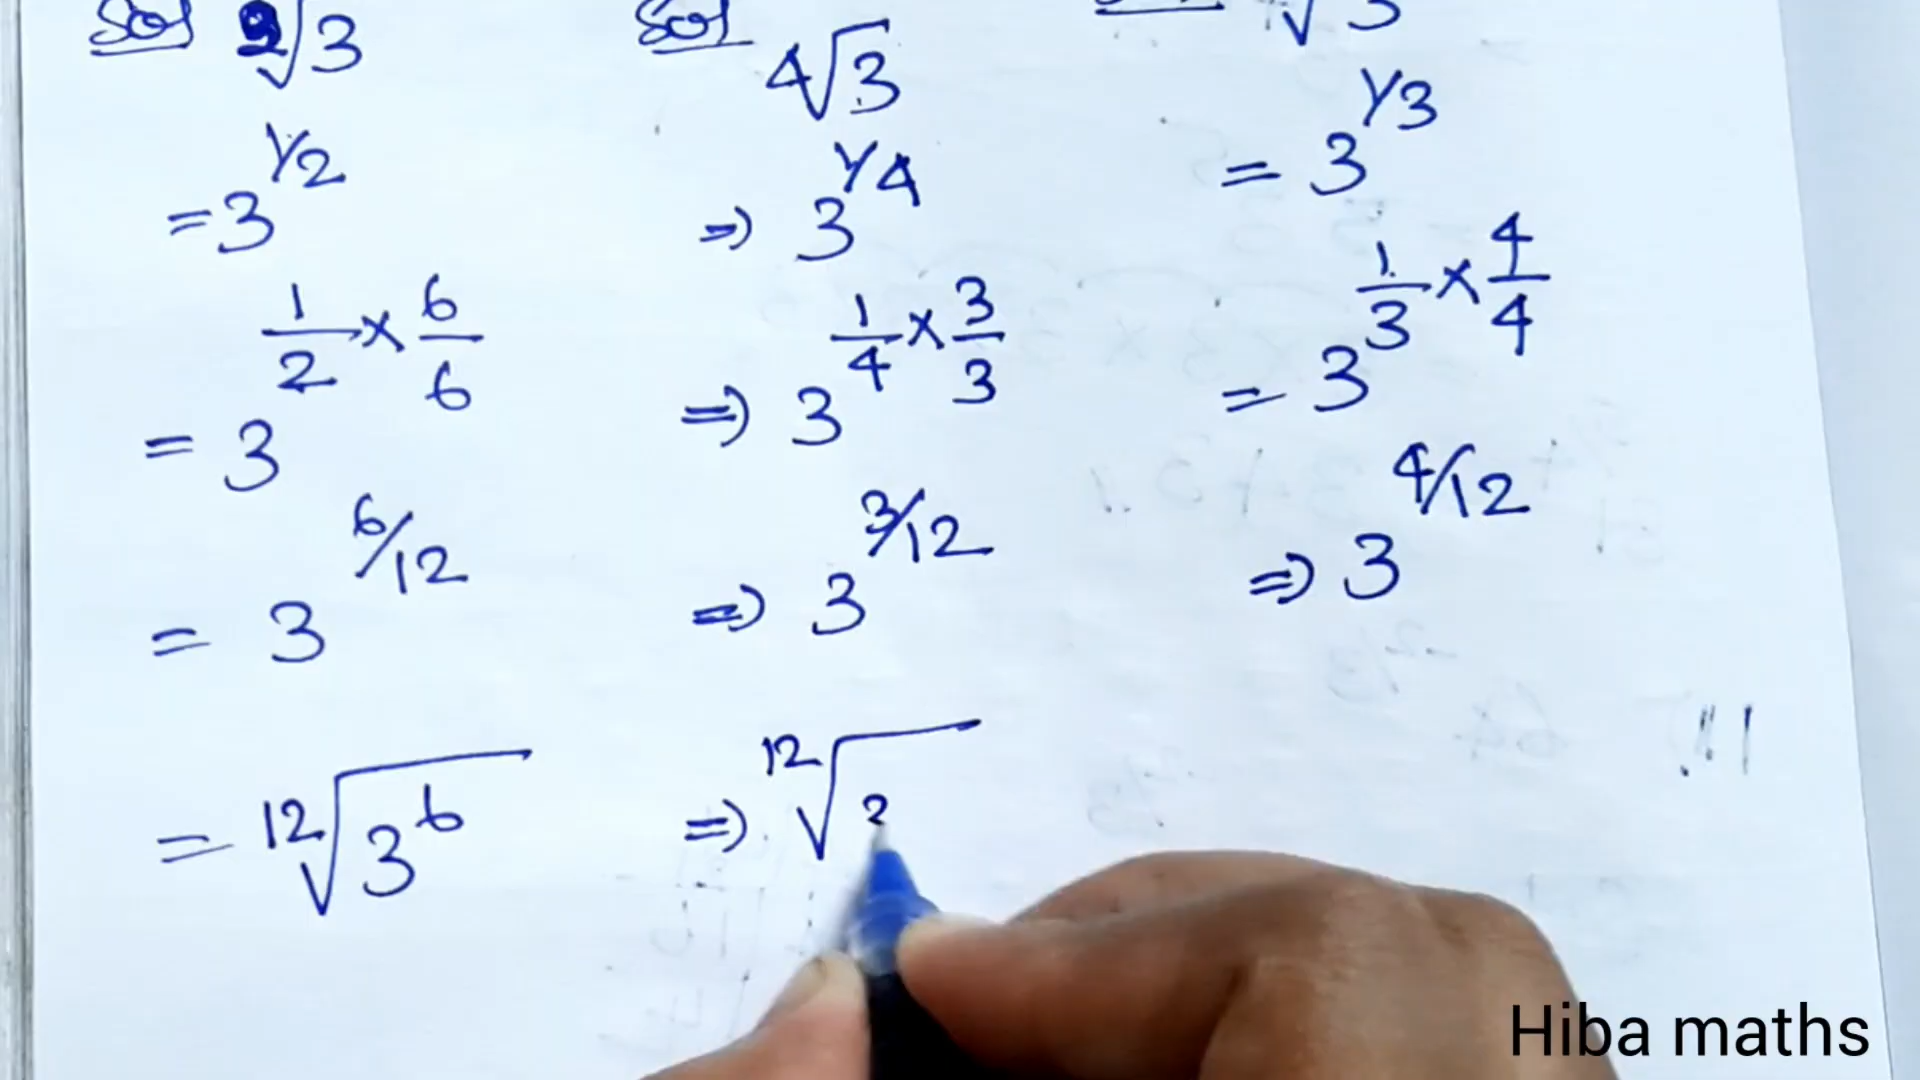 Sol ²√3
= 3^1/2
= 3^1/2 × 6/6
= 3^6/12
= ¹²√3^6
Sol ⁴√3
⇒ 3^1/4
⇒ 3^1/4 × 3/3
⇒ 3^3/12
⇒ ¹²√3
√3
= 3^1/3
= 3^1/3 × 4/4
⇒ 3^4/12
Hiba maths